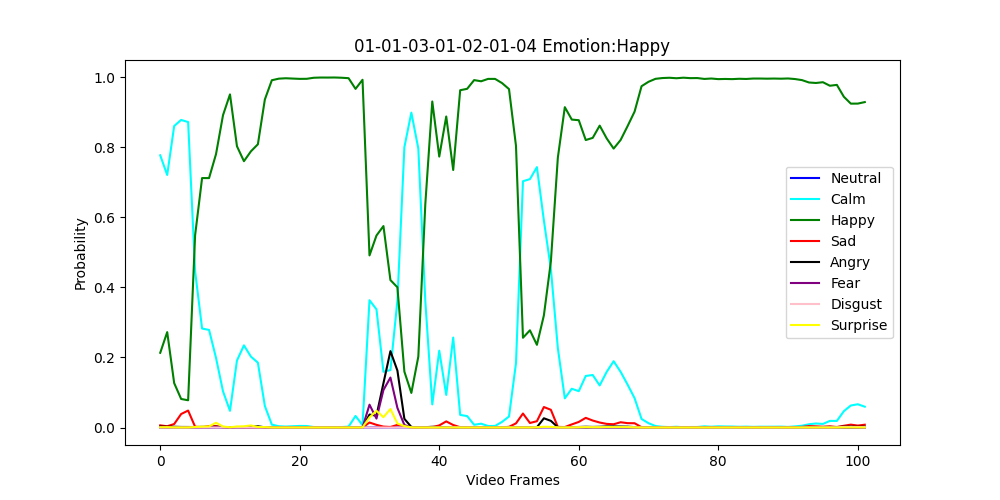 01-01-03-01-02-01-04 Emotion:Happy
1.0
0.8
0.6
0.4
0.2
0.0
Probability
0 20 40 60 80 100
Video Frames
Neutral
Calm
Happy
Sad
Angry
Fear
Disgust
Surprise